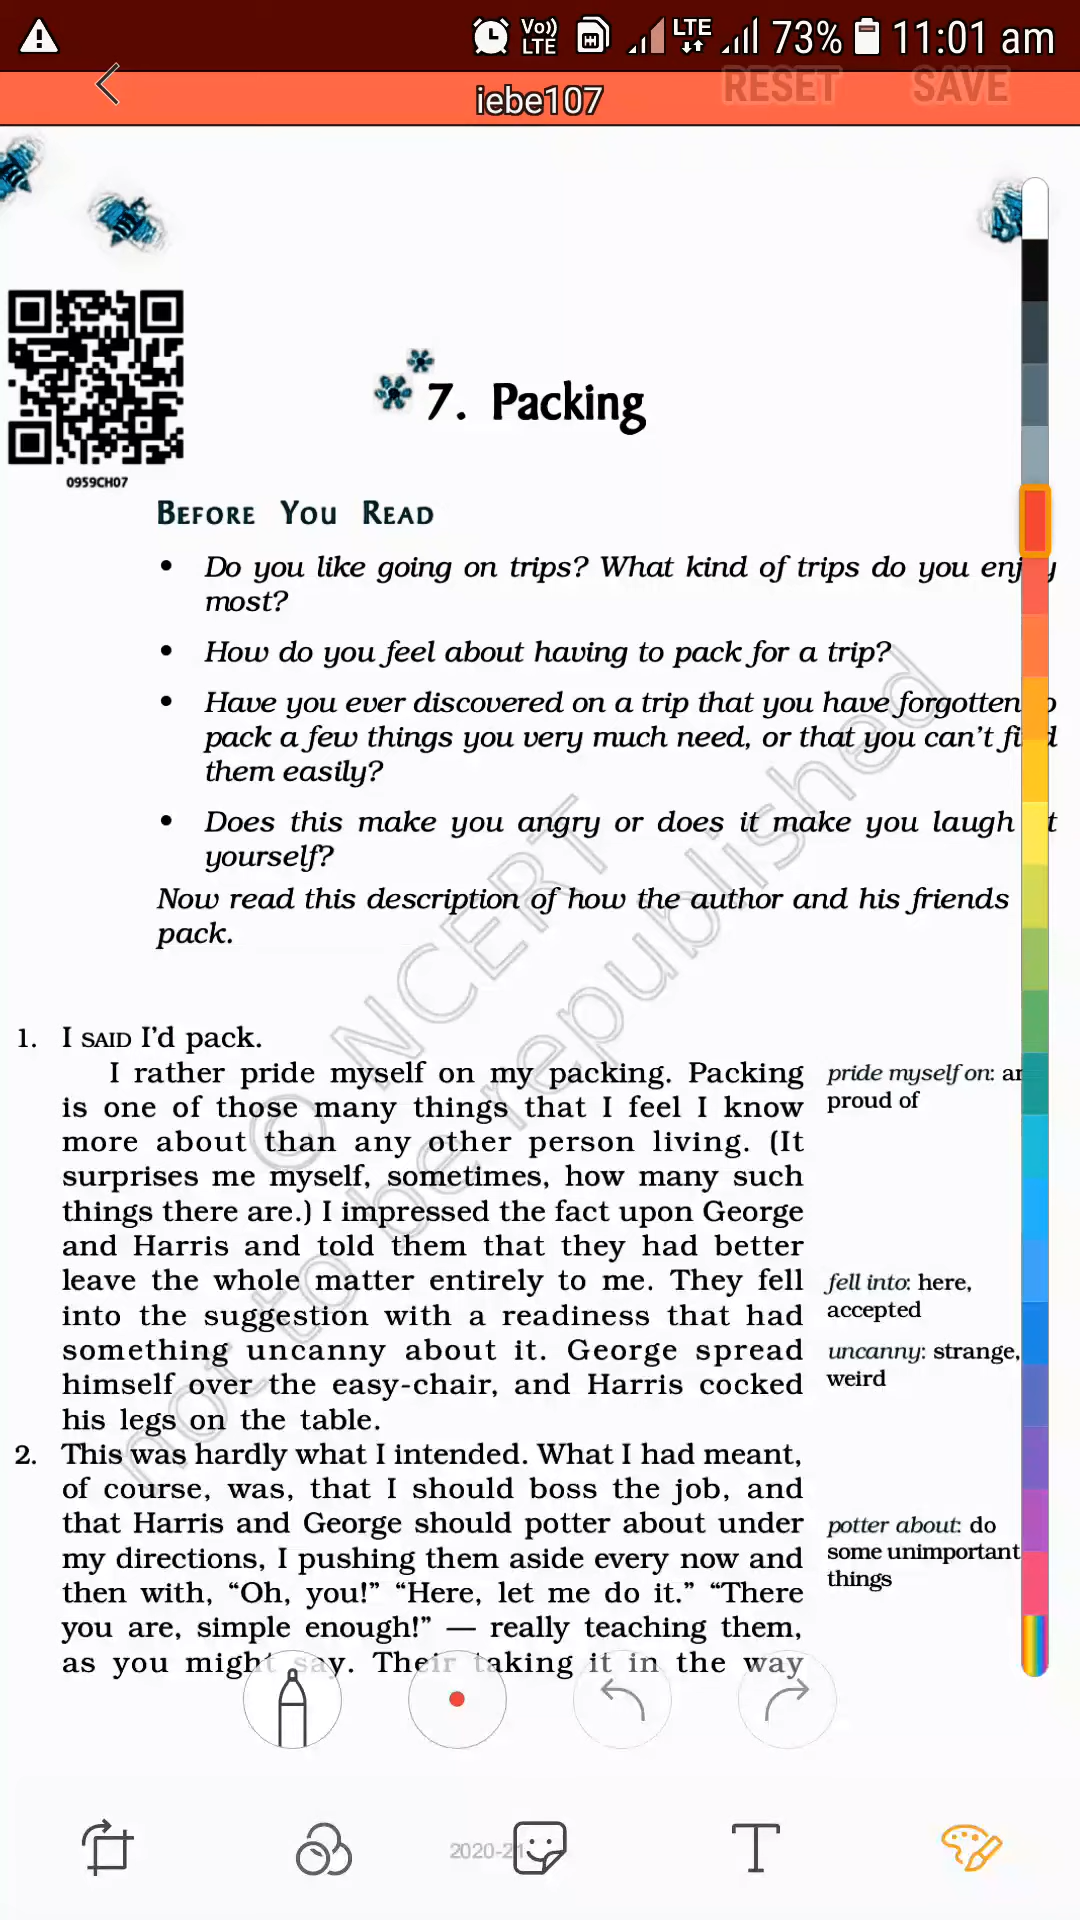 Vo)) LTE LTE 73% 11:01 am
iebe107 RESET SAVE
7. Packing
0959CH07
BEFORE YOU READ
• Do you like going on trips? What kind of trips do you enjoy
most?
• How do you feel about having to pack for a trip?
• Have you ever discovered on a trip that you have forgotten to
pack a few things you very much need, or that you can't find
them easily?
• Does this make you angry or does it make you laugh at
yourself?
Now read this description of how the author and his friends
pack.
© NCERT
not to be republished
1. I SAID I'd pack.
I rather pride myself on my packing. Packing
is one of those many things that I feel I know
more about than any other person living. (It
surprises me myself, sometimes, how many such
things there are.) I impressed the fact upon George
and Harris and told them that they had better
leave the whole matter entirely to me. They fell
into the suggestion with a readiness that had
something uncanny about it. George spread
himself over the easy-chair, and Harris cocked
his legs on the table.
pride myself on: am
proud of
fell into: here,
accepted
uncanny: strange,
weird
2. This was hardly what I intended. What I had meant,
of course, was, that I should boss the job, and
that Harris and George should potter about under
my directions, I pushing them aside every now and
then with, “Oh, you!” “Here, let me do it.” “There
you are, simple enough!” — really teaching them,
as you might say. Their taking it in the way
potter about: do
some unimportant
things
2020-21
T